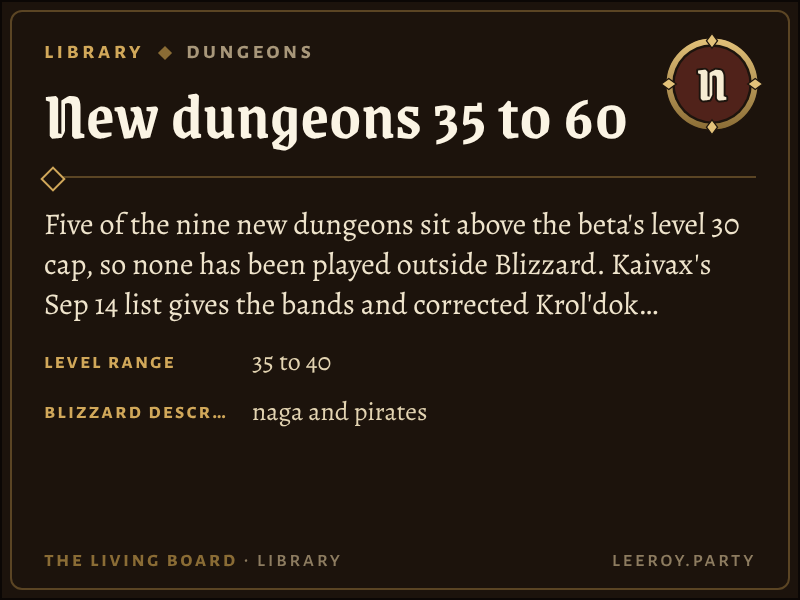 LIBRARY ◆ DUNGEONS
n
New dungeons 35 to 60
Five of the nine new dungeons sit above the beta's level 30
cap, so none has been played outside Blizzard. Kaivax's
Sep 14 list gives the bands and corrected Krol'dok...
LEVEL RANGE 35 to 40
BLIZZARD DESCR... naga and pirates
THE LIVING BOARD · LIBRARY
LEEROY.PARTY